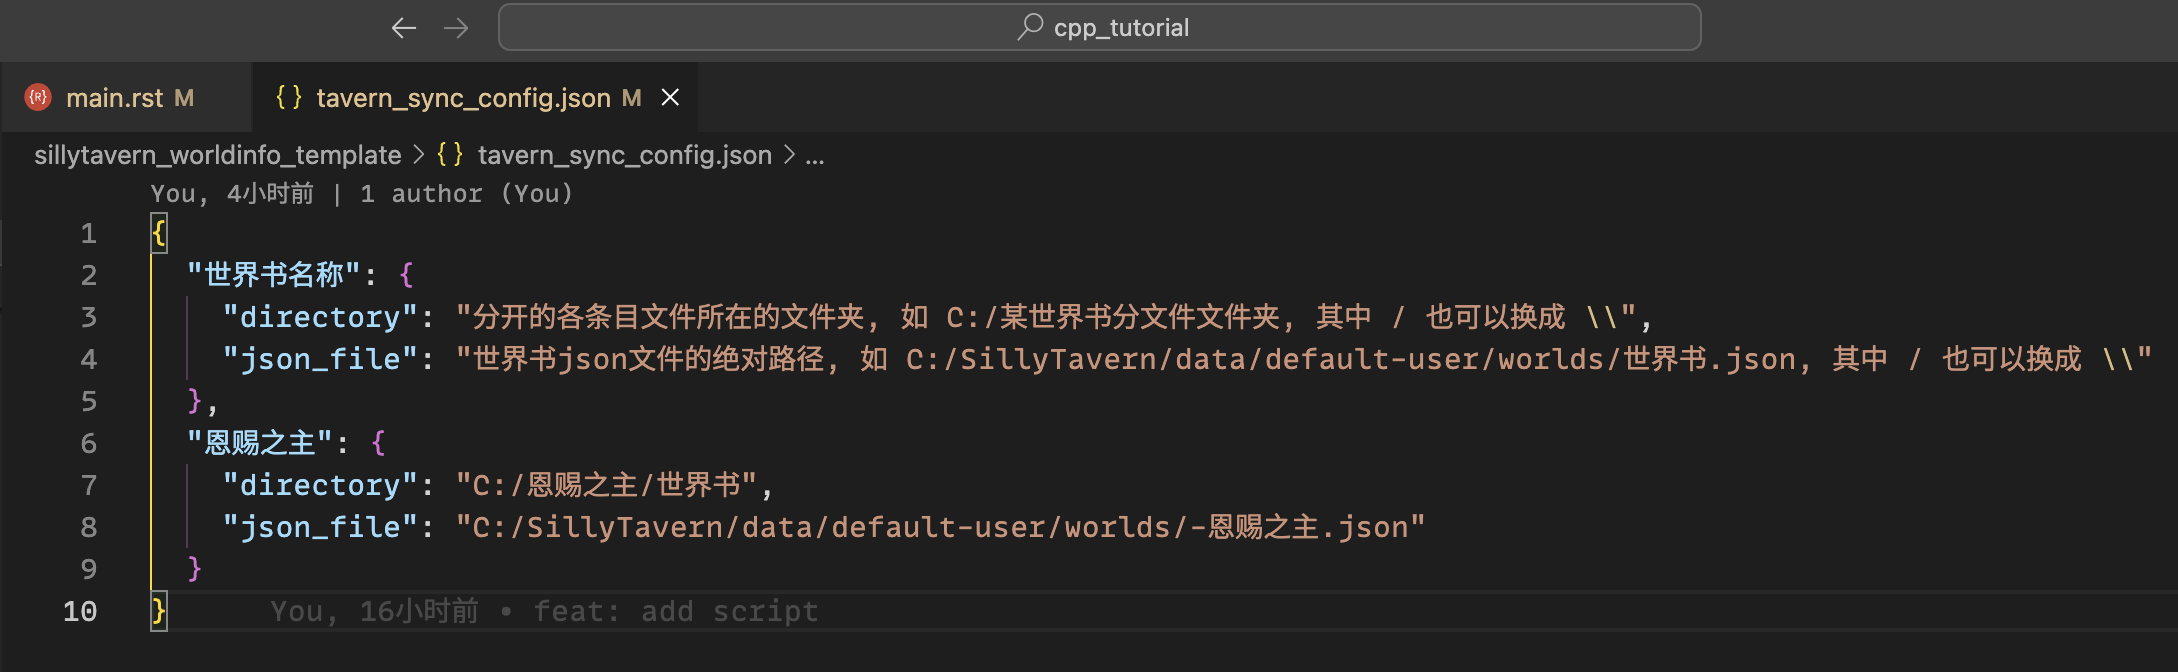 cpp_tutorial
main.rst M
{} tavern_sync_config.json M
sillytavern_worldinfo_template > {} tavern_sync_config.json > ...
You, 4小时前 | 1 author (You)
1 {
2 "世界书名称": {
3 "directory": "分开的各条目文件所在的文件夹, 如 C:/某世界书分文件文件夹, 其中 / 也可以换成 \\",
4 "json_file": "世界书json文件的绝对路径, 如 C:/SillyTavern/data/default-user/worlds/世界书.json, 其中 / 也可以换成 \\"
5 },
6 "恩赐之主": {
7 "directory": "C:/恩赐之主/世界书",
8 "json_file": "C:/SillyTavern/data/default-user/worlds/-恩赐之主.json"
9 }
10 } You, 16小时前 • feat: add script